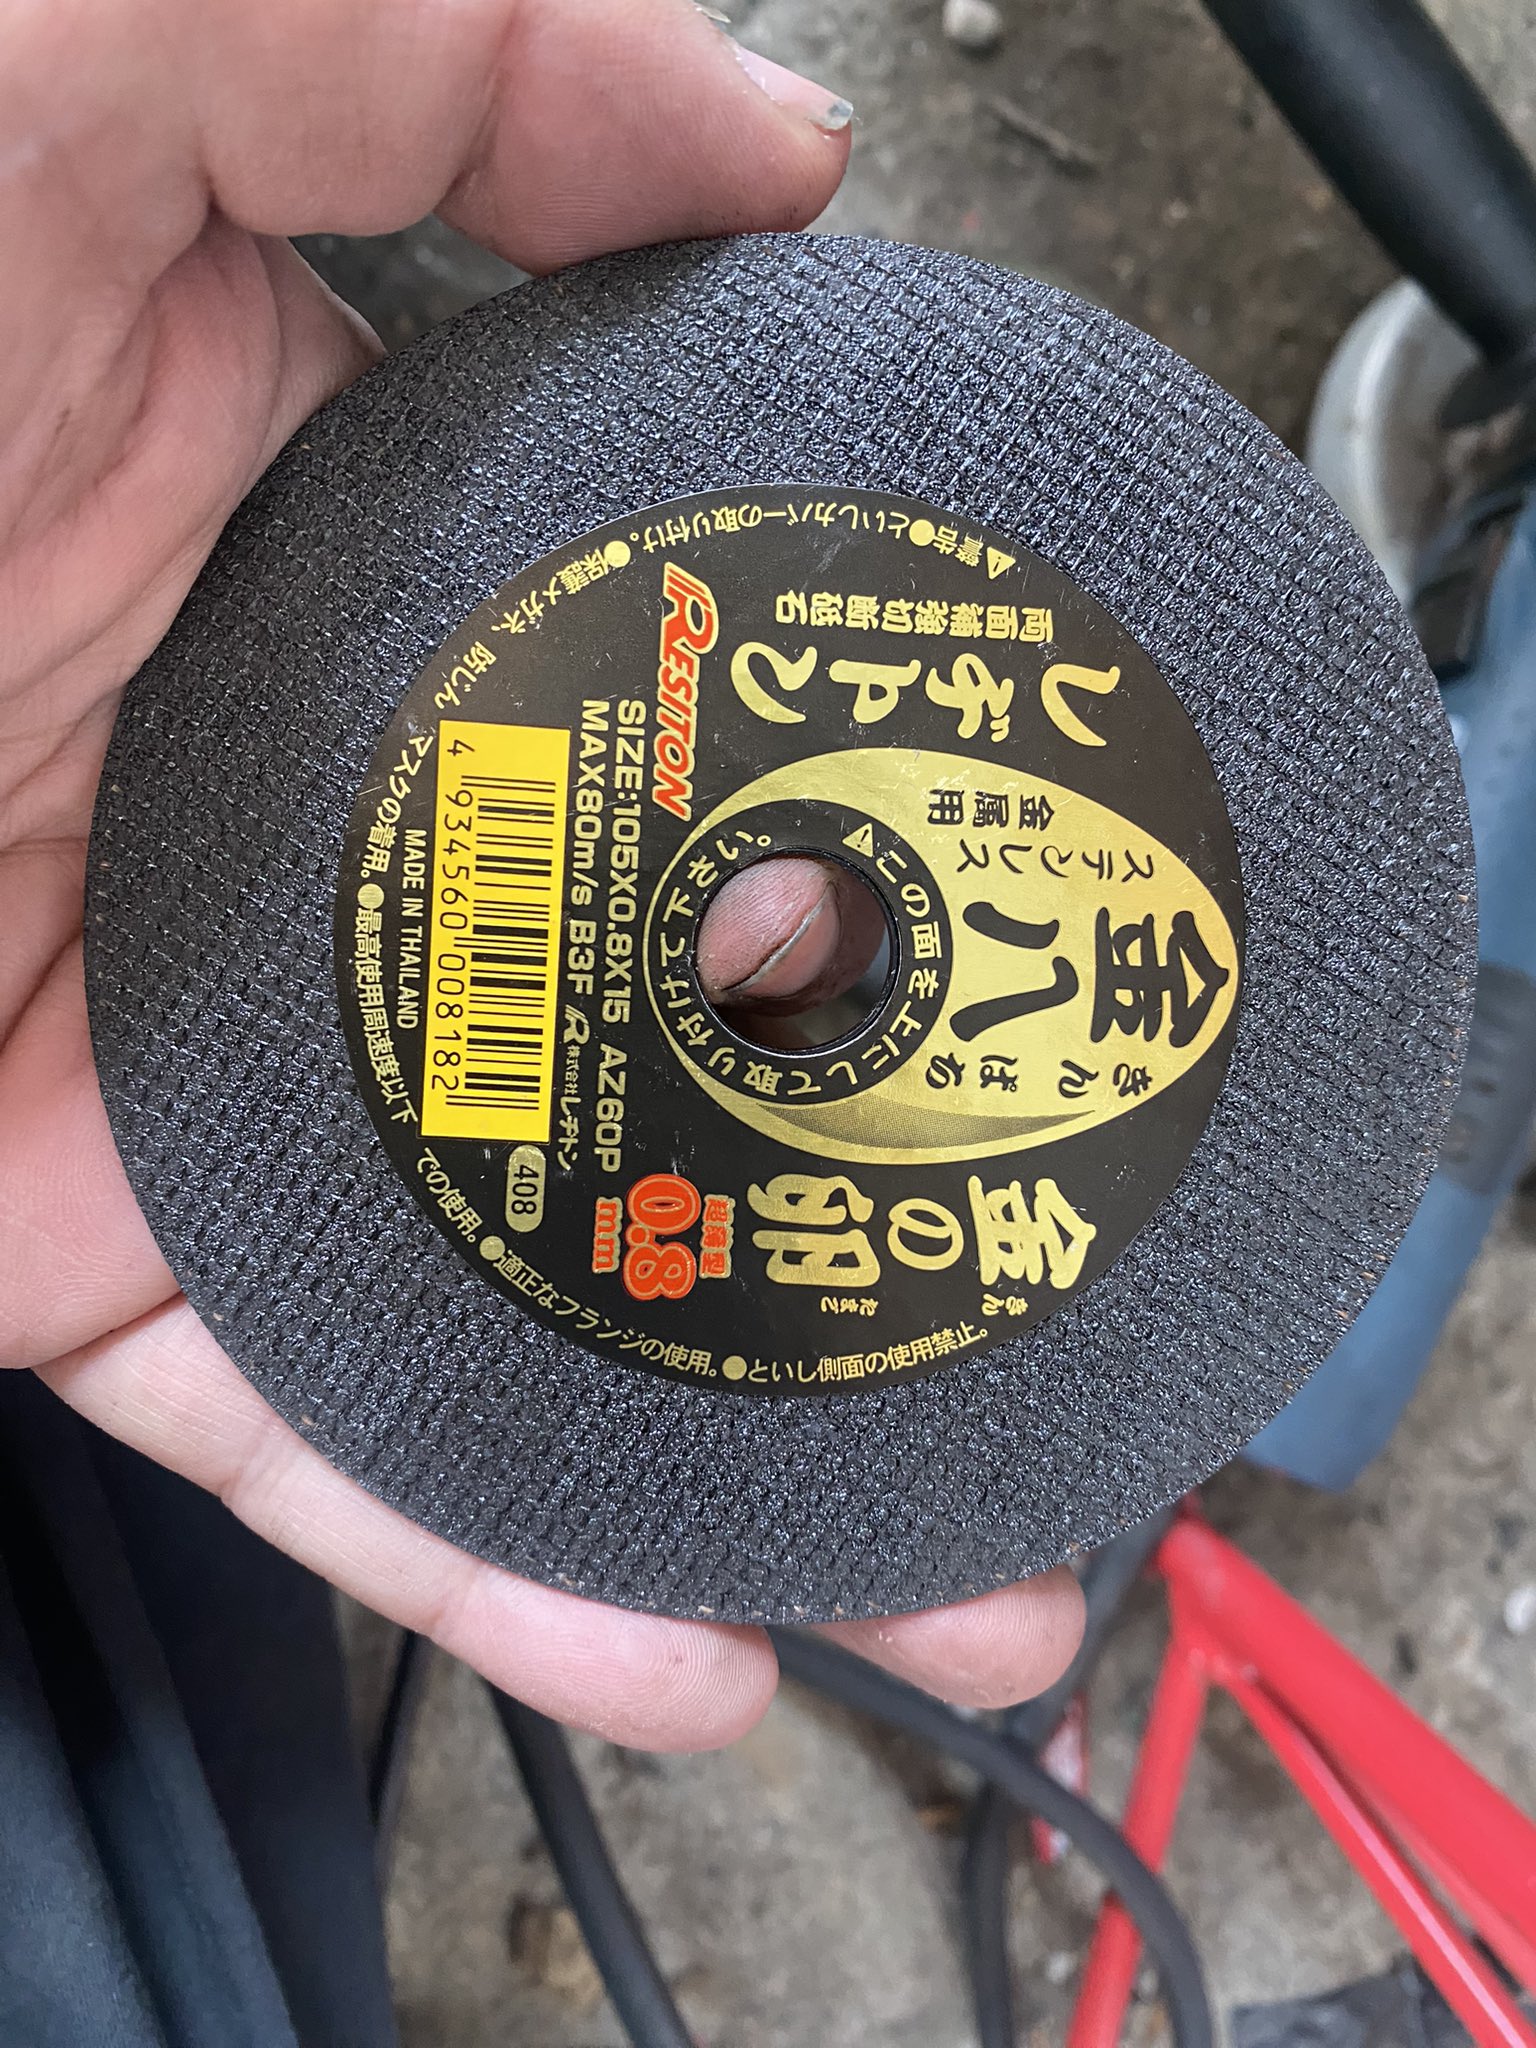 ⚠警告●といしカバーの取り付け。●保護メガネ、防じんマスクの着用。●最高使用周速度以下での使用。●適正なフランジの使用。●といし側面の使用禁止。
両面補強切断砥石
レヂトン
金の卵
きん たまご
金八
きん ぱち
ステンレス
金属用
⚠この面を上にして取り付けて下さい。
RESITON
超薄型
0.8
mm
SIZE:105X0.8X15 AZ60P
MAX80m/s B3F R 株式会社レヂトン
408
4 934560 008182
MADE IN THAILAND